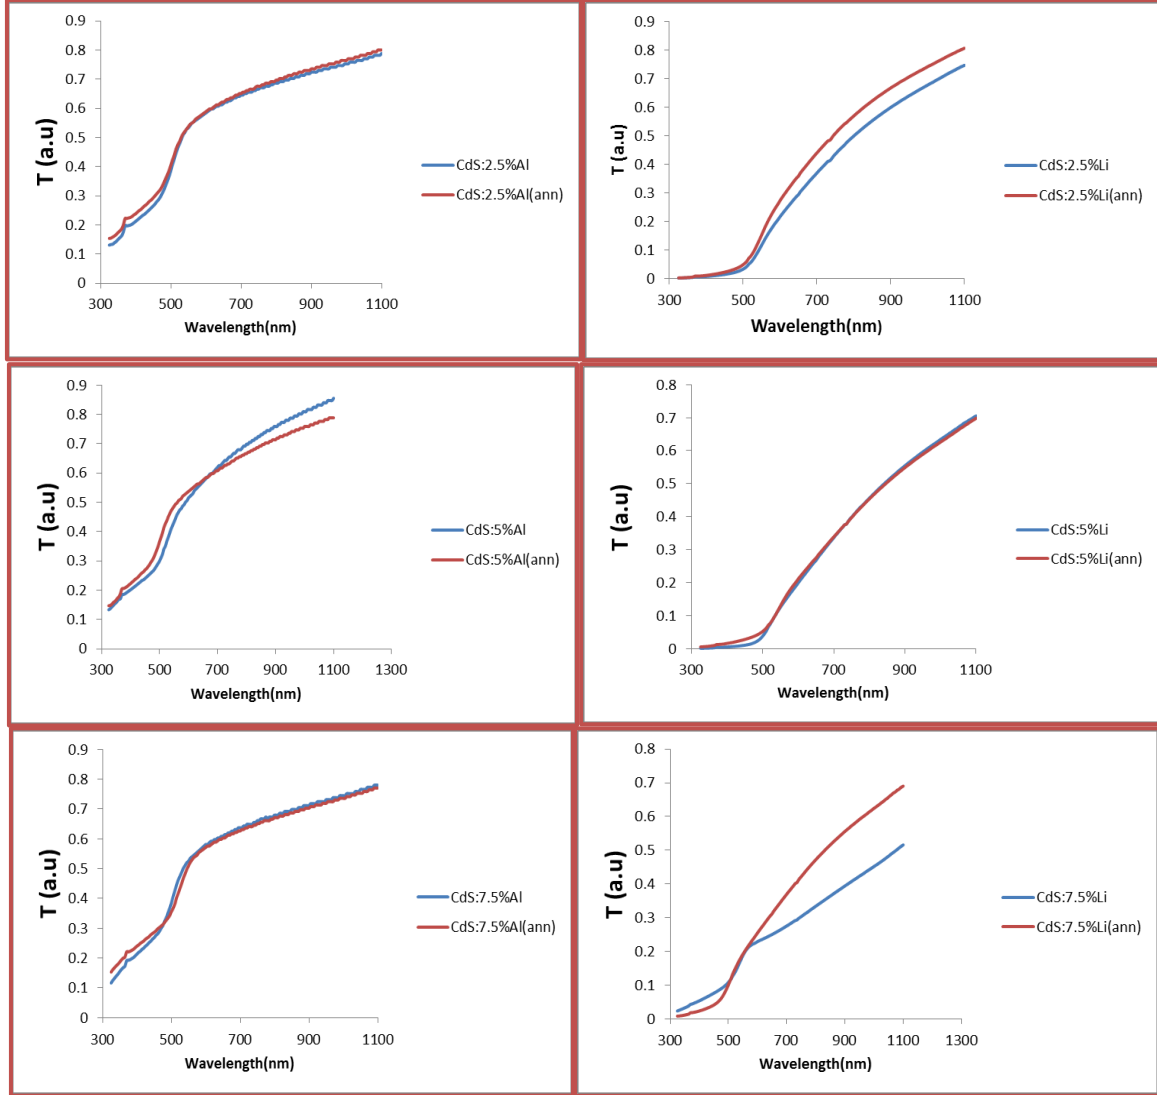 T (a.u)
0.9
0.8
0.7
0.6
0.5
0.4
0.3
0.2
0.1
0
300 500 700 900 1100
Wavelength(nm)
CdS:2.5%Al
CdS:2.5%Al(ann)
T (a.u)
0.9
0.8
0.7
0.6
0.5
0.4
0.3
0.2
0.1
0
300 500 700 900 1100
Wavelength(nm)
CdS:2.5%Li
CdS:2.5%Li(ann)
T (a.u)
0.9
0.8
0.7
0.6
0.5
0.4
0.3
0.2
0.1
0
300 500 700 900 1100 1300
Wavelength(nm)
CdS:5%Al
CdS:5%Al(ann)
T (a.u)
0.8
0.7
0.6
0.5
0.4
0.3
0.2
0.1
0
300 500 700 900 1100
Wavelength(nm)
CdS:5%Li
CdS:5%Li(ann)
T (a.u)
0.9
0.8
0.7
0.6
0.5
0.4
0.3
0.2
0.1
0
300 500 700 900 1100
Wavelength(nm)
CdS:7.5%Al
CdS:7.5%Al(ann)
T (a.u)
0.8
0.7
0.6
0.5
0.4
0.3
0.2
0.1
0
300 500 700 900 1100 1300
Wavelength(nm)
CdS:7.5%Li
CdS:7.5%Li(ann)